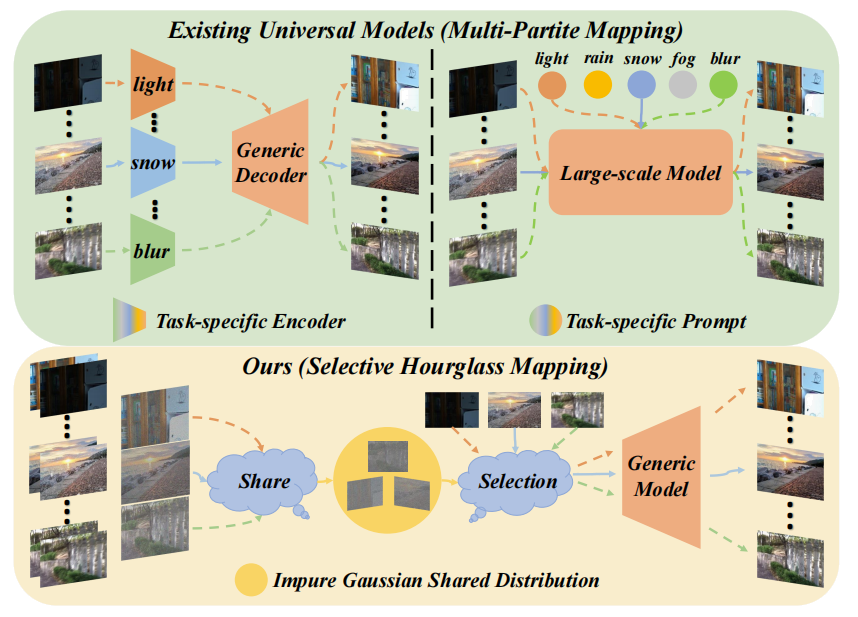 Existing Universal Models (Multi-Partite Mapping)
light
snow
blur
Generic
Decoder
Task-specific Encoder
light rain snow fog blur
Large-scale Model
Task-specific Prompt
Ours (Selective Hourglass Mapping)
Share
Selection
Generic
Model
Impure Gaussian Shared Distribution